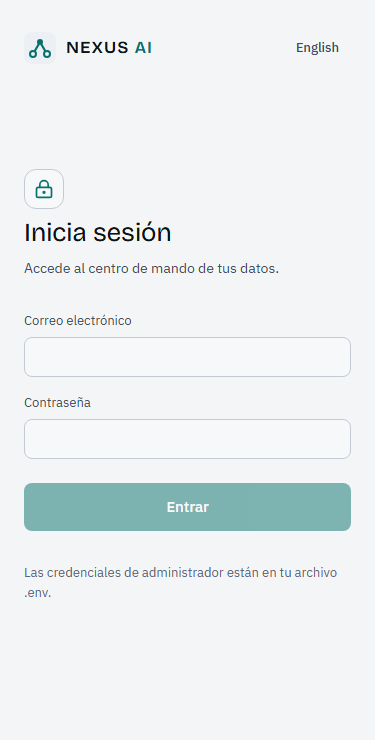 NEXUS AI
English
Inicia sesión
Accede al centro de mando de tus datos.
Correo electrónico
Contraseña
Entrar
Las credenciales de administrador están en tu archivo
.env.